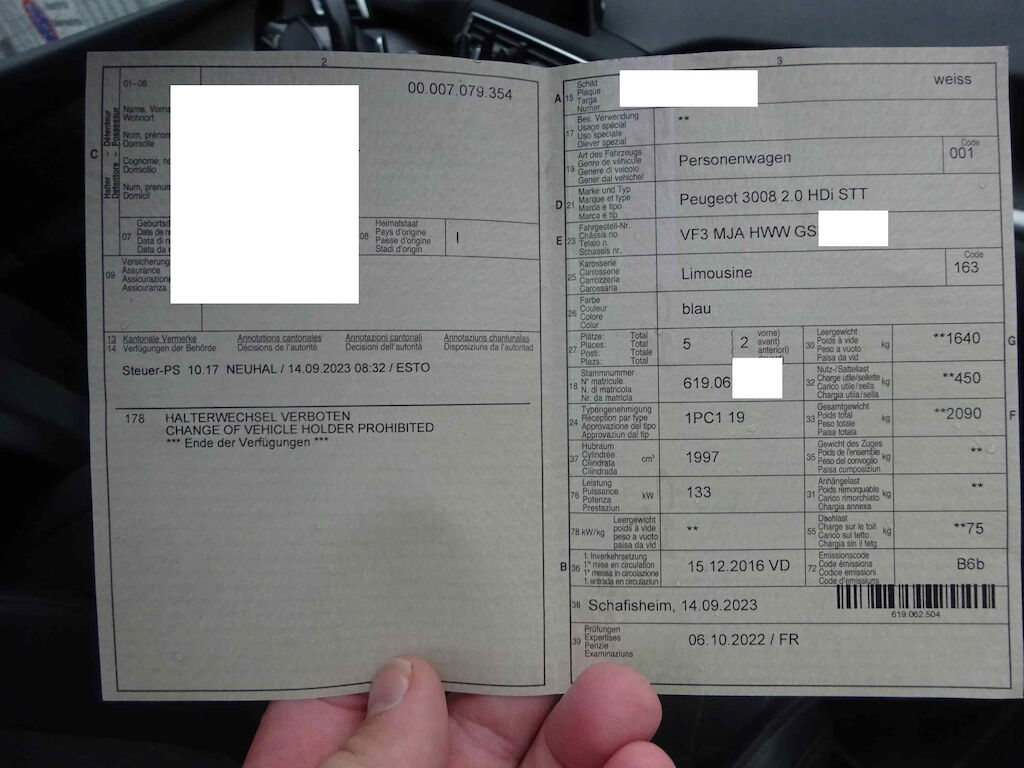 2
01-06
00.007.079.354
C
Halter – Détenteur
Detentore – Possessur
Name,
Wohnort
Nom,
Domicile
Cognome,
Domicilio
Num,
Domicil
07
Date de
Data di
Data da
08
Heimatstaat
Pays d'origine
Paese d'origine
Stadi d'origin
09
Versicherung
Assurance
Assicurazione
Assicuranza
13 Kantonale Vermerke Annotations cantonales Annotazioni cantonali Annotaziuns chantunalas
14 Verfügungen der Behörde Décisions de l'autorité Decisioni dell'autorità Disposiziuns da l'autoritad
Steuer-PS 10.17 NEUHAL / 14.09.2023 08:32 / ESTO
178 HALTERWECHSEL VERBOTEN
CHANGE OF VEHICLE HOLDER PROHIBITED
*** Ende der Verfügungen ***
3
A 15
Schild
Plaque
Targa
Numer
weiss
17
Bes. Verwendung
Usage spécial
Uso speciale
Diever spezial
**
19
Art des Fahrzeugs
Genre de véhicule
Genere di veicolo
Gener dal vehichel
Personenwagen
Code
001
D 21
Marke und Typ
Marque et type
Marca e tipo
Marca e tip
Peugeot 3008 2.0 HDi STT
E 23
Fahrgestell-Nr.
Châssis no
Telaio n.
Schassis nr.
VF3 MJA HWW GS
25
Karosserie
Carrosserie
Carrozzeria
Carossaria
Limousine
Code
163
26
Farbe
Couleur
Colore
Colur
blau
27
Plätze: Total
Places: Total
Posti: Totale
Plazs: Total
5
( 2 vorne)
avant)
anteriori)
30
Leergewicht
Poids à vide
Peso a vuoto
Paisa da vid
kg
**1640
G
18
Stammnummer
N° matricule
N. di matricola
Nr. da matricla
619.06
32
Nutz-/Sattellast
Charge utile/sellette
Carico utile/sella
Chargia utila/sella
kg
**450
24
Typengenehmigung
Réception par type
Approvazione del tipo
Approvaziun dal tip
1PC1 19
33
Gesamtgewicht
Poids total
Peso totale
Paisa totala
kg
**2090
F
37
Hubraum
Cylindrée
Cilindrata
Cilindrada
cm³
1997
35
Gewicht des Zuges
Poids de l'ensemble
Peso del convoglio
Paisa cumposiziun
kg
**
76
Leistung
Puissance
Potenza
Prestaziun
kW
133
31
Anhängelast
Poids remorquable
Carico rimorchiato
Chargia annexa
kg
**
78 kW/kg
Leergewicht
poids à vide
peso a vuoto
paisa da vid
**
55
Dachlast
Charge sur le toit
Carico sul tetto
Chargia sin il tetg
kg
**75
B 36
1. Inverkehrsetzung
1re mise en circulation
1a messa in circolazione
1. entrada en circulaziun
15.12.2016 VD
72
Emissionscode
Code émissions
Codice emissioni
Code d'emissiuns
B6b
38 Schafisheim, 14.09.2023
619.062.504
39
Prüfungen
Expertises
Perizie
Examinaziuns
06.10.2022 / FR